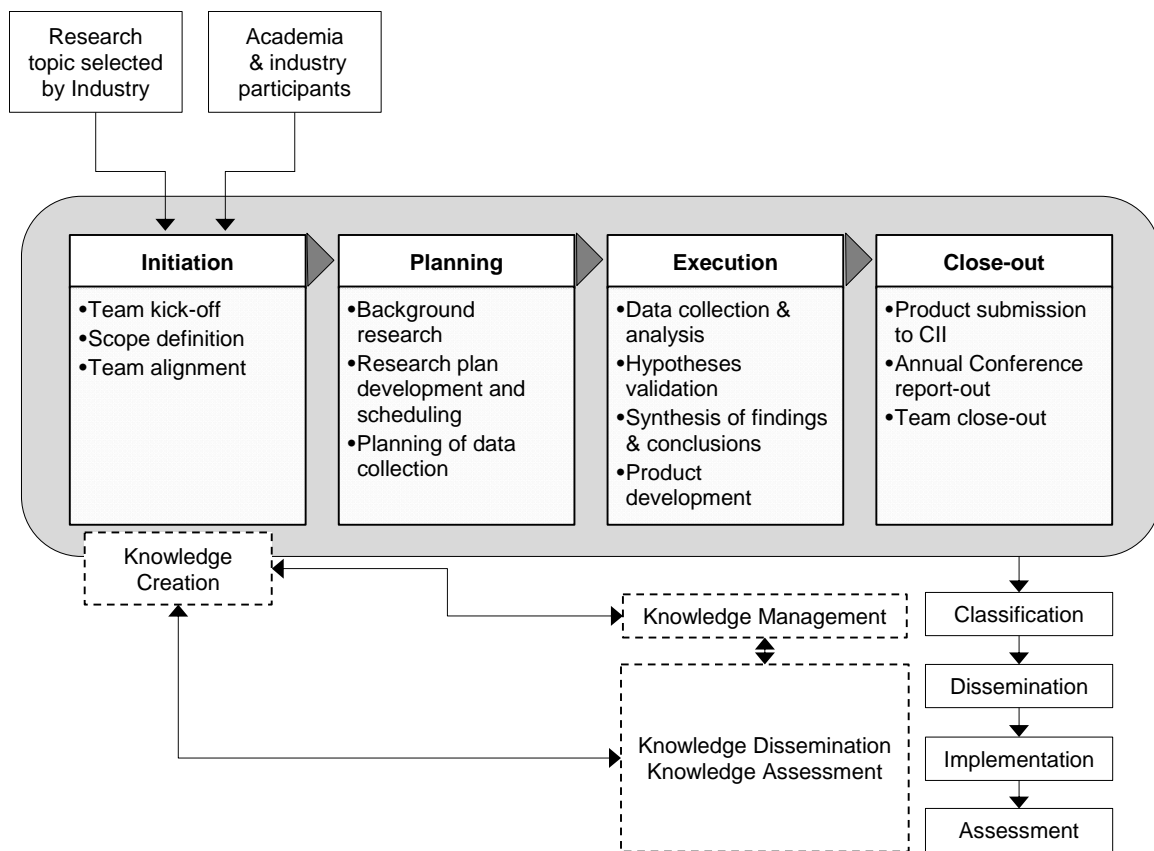 Research
topic selected
by Industry
Academia
& industry
participants
Initiation
•Team kick-off
•Scope definition
•Team alignment
Planning
•Background
research
•Research plan
development and
scheduling
•Planning of data
collection
Execution
•Data collection &
analysis
•Hypotheses
validation
•Synthesis of findings
& conclusions
•Product
development
Close-out
•Product submission
to CII
•Annual Conference
report-out
•Team close-out
Knowledge
Creation
Knowledge Management
Knowledge Dissemination
Knowledge Assessment
Classification
Dissemination
Implementation
Assessment